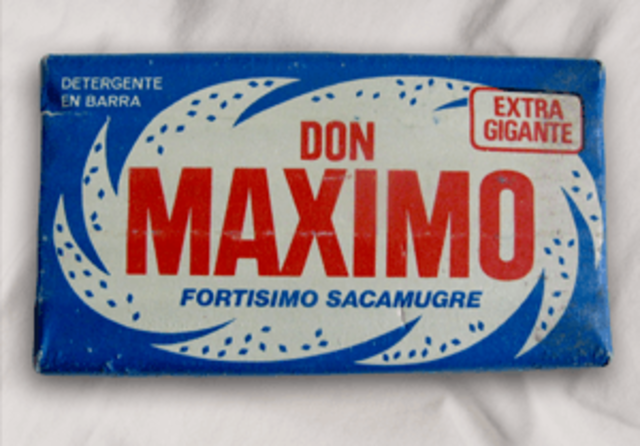 DETERGENTE
EN BARRA
EXTRA
GIGANTE
DON
MAXIMO
FORTISIMO SACAMUGRE